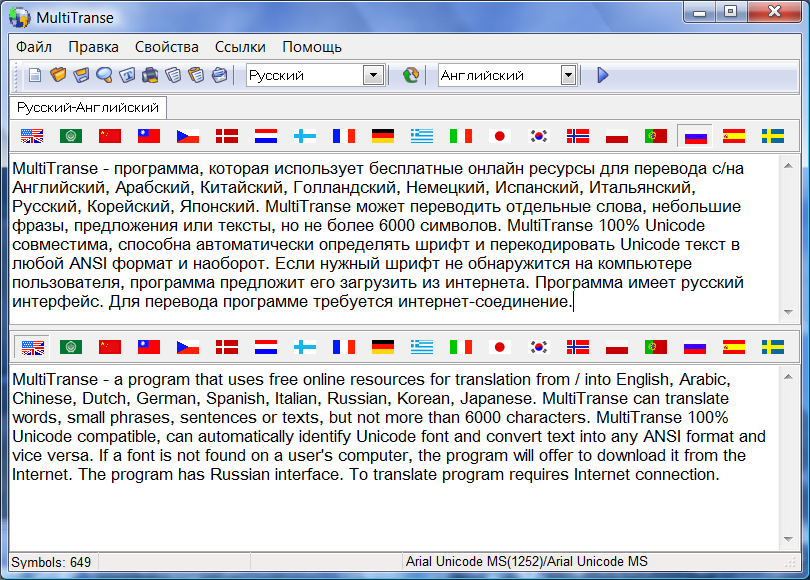 MultiTranse
Файл Правка Свойства Ссылки Помощь
Русский Английский
Русский-Английский
MultiTranse - программа, которая использует бесплатные онлайн ресурсы для перевода с/на
Английский, Арабский, Китайский, Голландский, Немецкий, Испанский, Итальянский,
Русский, Корейский, Японский. MultiTranse может переводить отдельные слова, небольшие
фразы, предложения или тексты, но не более 6000 символов. MultiTranse 100% Unicode
совместима, способна автоматически определять шрифт и перекодировать Unicode текст в
любой ANSI формат и наоборот. Если нужный шрифт не обнаружится на компьютере
пользователя, программа предложит его загрузить из интернета. Программа имеет русский
интерфейс. Для перевода программе требуется интернет-соединение.
MultiTranse - a program that uses free online resources for translation from / into English, Arabic,
Chinese, Dutch, German, Spanish, Italian, Russian, Korean, Japanese. MultiTranse can translate
words, small phrases, sentences or texts, but not more than 6000 characters. MultiTranse 100%
Unicode compatible, can automatically identify Unicode font and convert text into any ANSI format and
vice versa. If a font is not found on a user's computer, the program will offer to download it from the
Internet. The program has Russian interface. To translate program requires Internet connection.
Symbols: 649 Arial Unicode MS(1252)/Arial Unicode MS